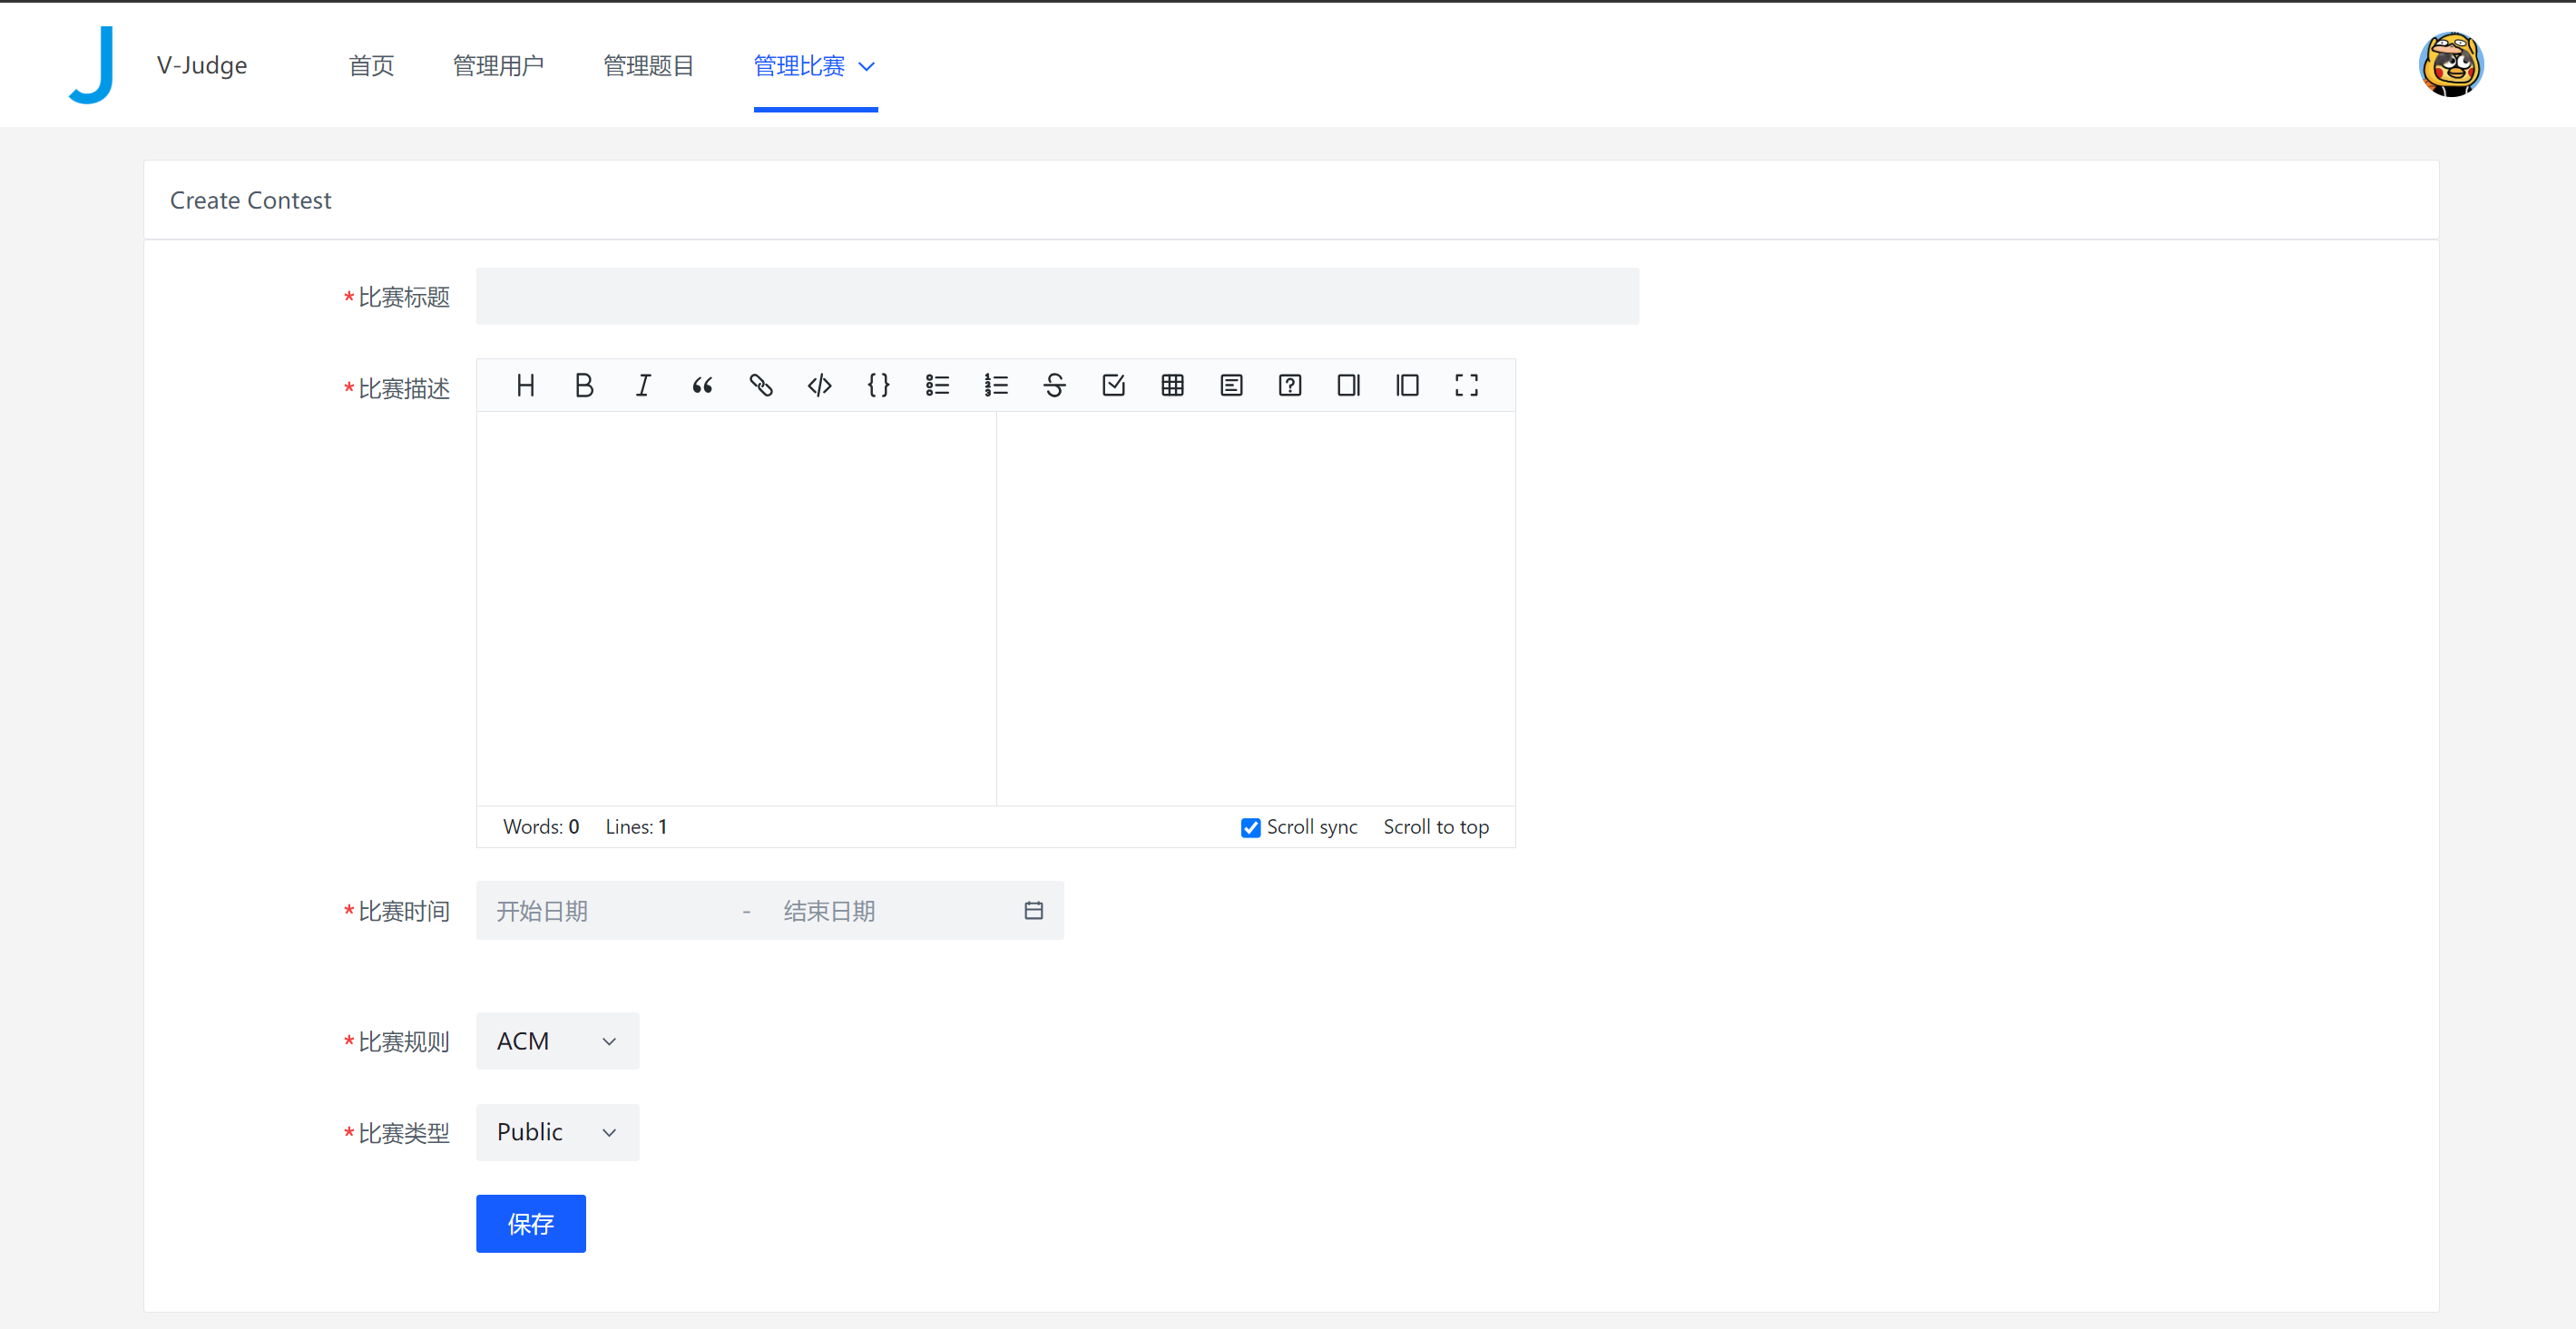 V-Judge 首页 管理用户 管理题目 管理比赛
Create Contest
*比赛标题
*比赛描述
Words: 0 Lines: 1 Scroll sync Scroll to top
*比赛时间 开始日期 - 结束日期
*比赛规则 ACM
*比赛类型 Public
保存